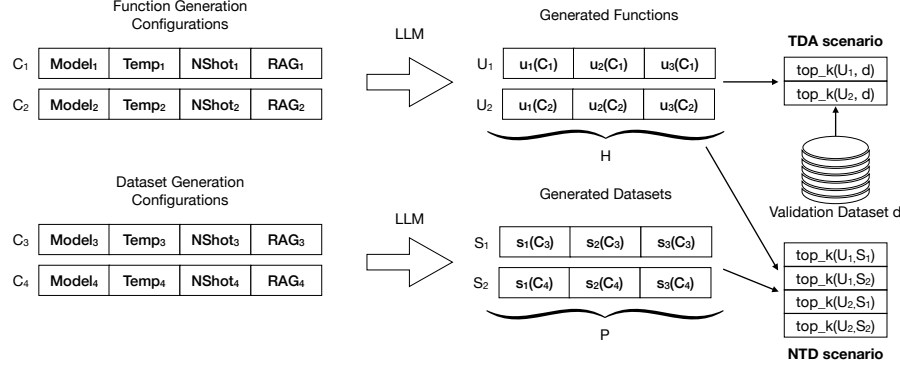 Function Generation
Configurations
C₁ Model₁ Temp₁ NShot₁ RAG₁
C₂ Model₂ Temp₂ NShot₂ RAG₂
LLM
Generated Functions
U₁ u₁(C₁) u₂(C₁) u₃(C₁)
U₂ u₁(C₂) u₂(C₂) u₃(C₂)
H
TDA scenario
top_k(U₁, d)
top_k(U₂, d)
Validation Dataset d
Dataset Generation
Configurations
C₃ Model₃ Temp₃ NShot₃ RAG₃
C₄ Model₄ Temp₄ NShot₄ RAG₄
LLM
Generated Datasets
S₁ s₁(C₃) s₂(C₃) s₃(C₃)
S₂ s₁(C₄) s₂(C₄) s₃(C₄)
P
top_k(U₁,S₁)
top_k(U₁,S₂)
top_k(U₂,S₁)
top_k(U₂,S₂)
NTD scenario